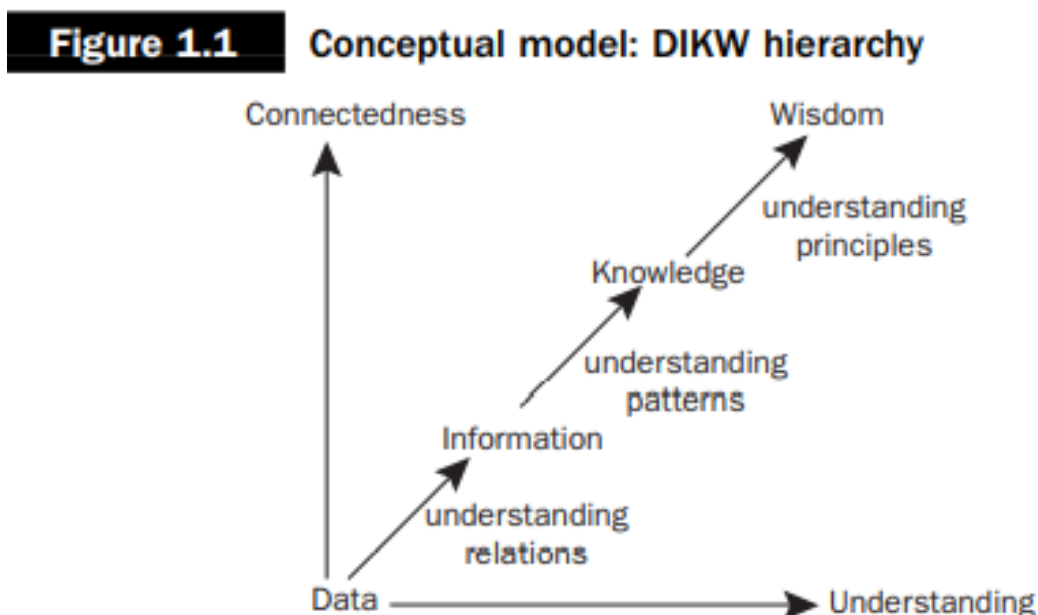 Figure 1.1 Conceptual model: DIKW hierarchy
Connectedness Wisdom
understanding
principles
Knowledge
understanding
patterns
Information
understanding
relations
Data Understanding